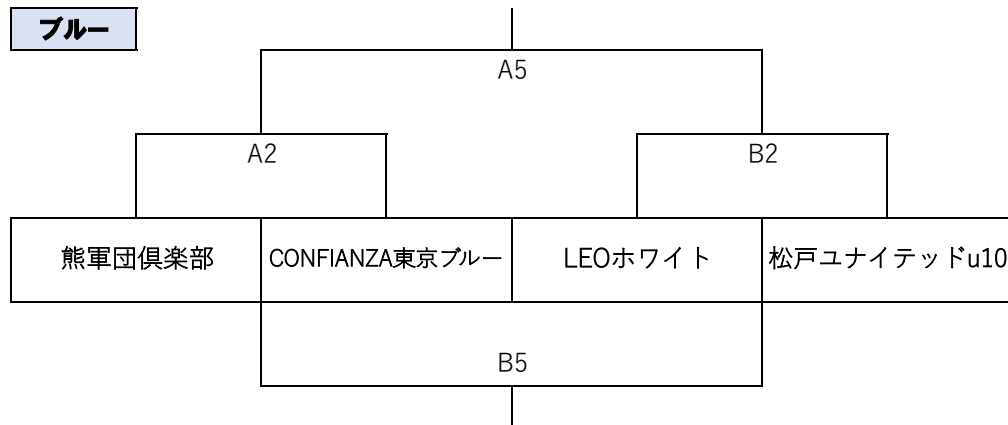 ブルー
A5
A2
B2
熊軍団倶楽部
CONFIANZA東京ブルー
LEOホワイト
松戸ユナイテッドu10
B5